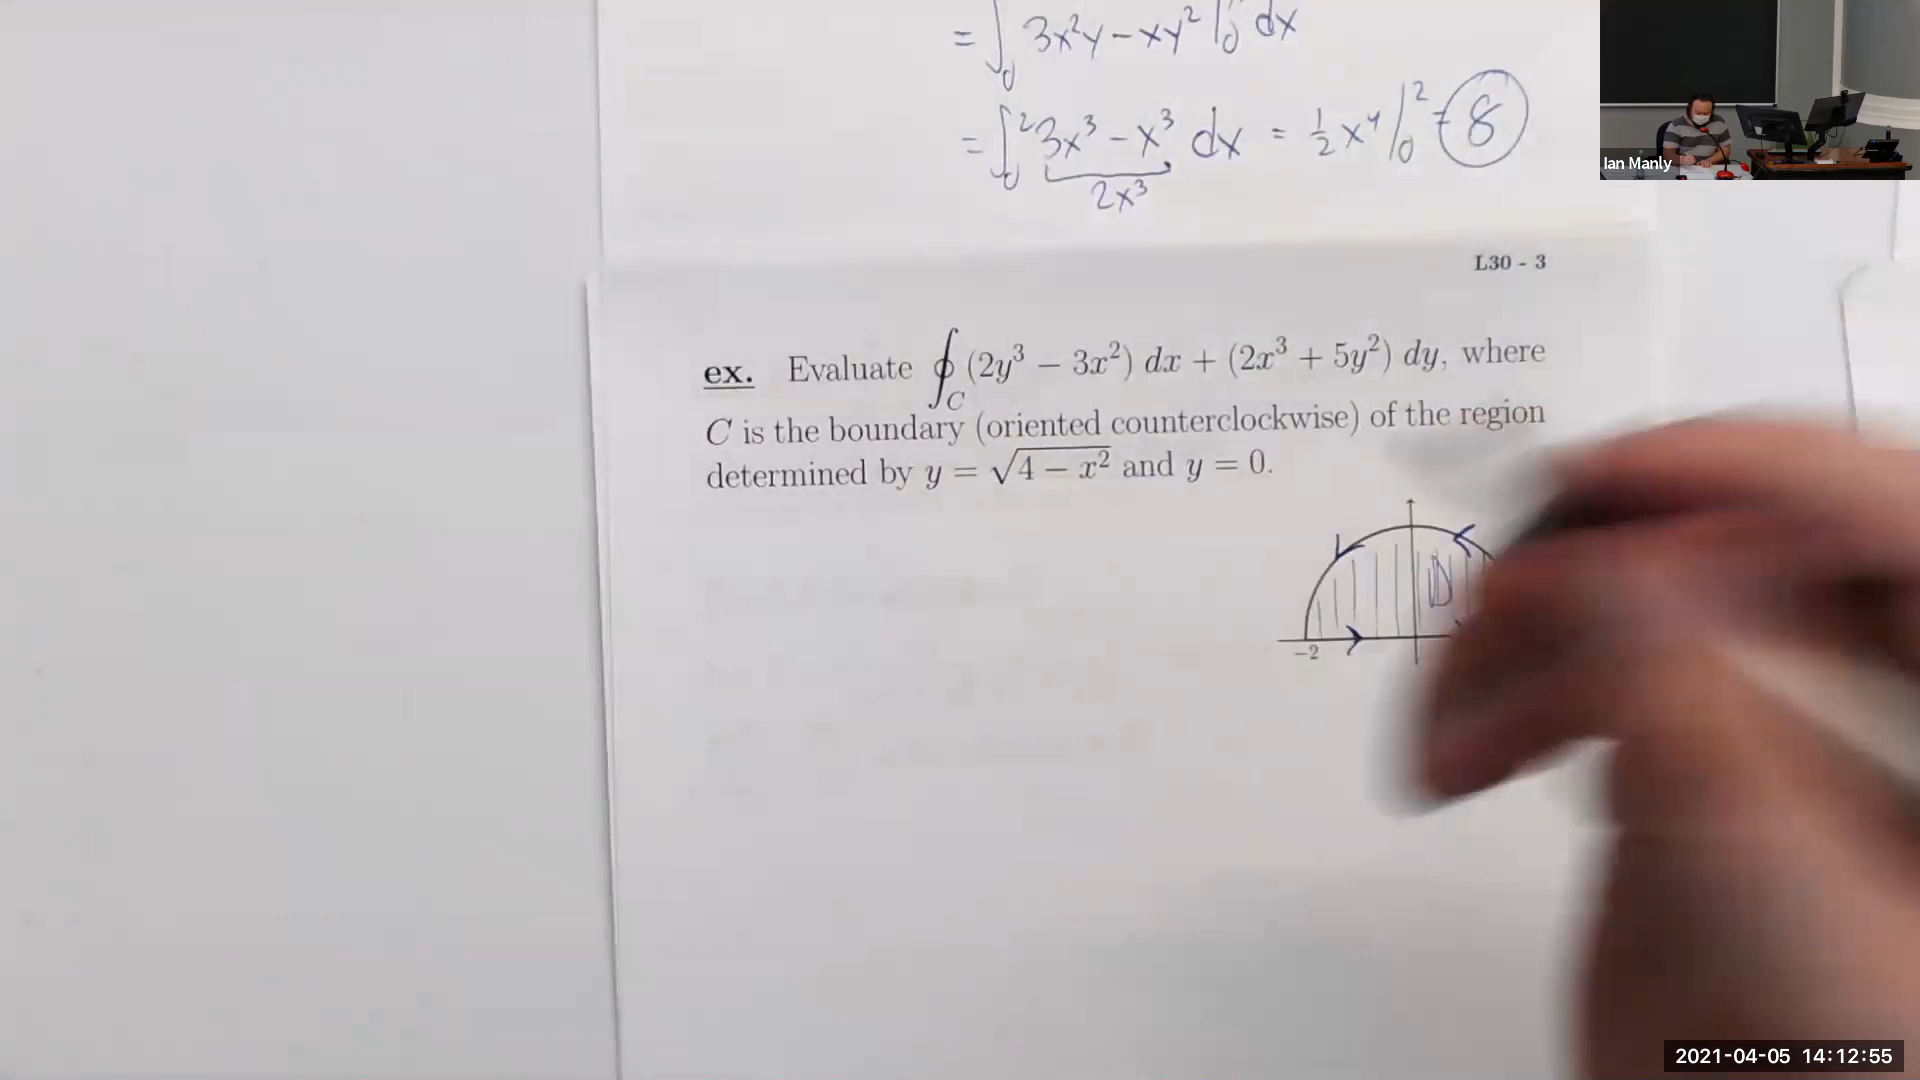 = ∫₀ 3x²y − xy² |₀ dx
= ∫₀² 3x³ − x³ dx = ½x⁴ |₀² = 8
2x³
L30 - 3
ex. Evaluate ∮_C (2y³ − 3x²) dx + (2x³ + 5y²) dy, where
C is the boundary (oriented counterclockwise) of the region
determined by y = √(4 − x²) and y = 0.
D
−2
Ian Manly
2021-04-05 14:12:55